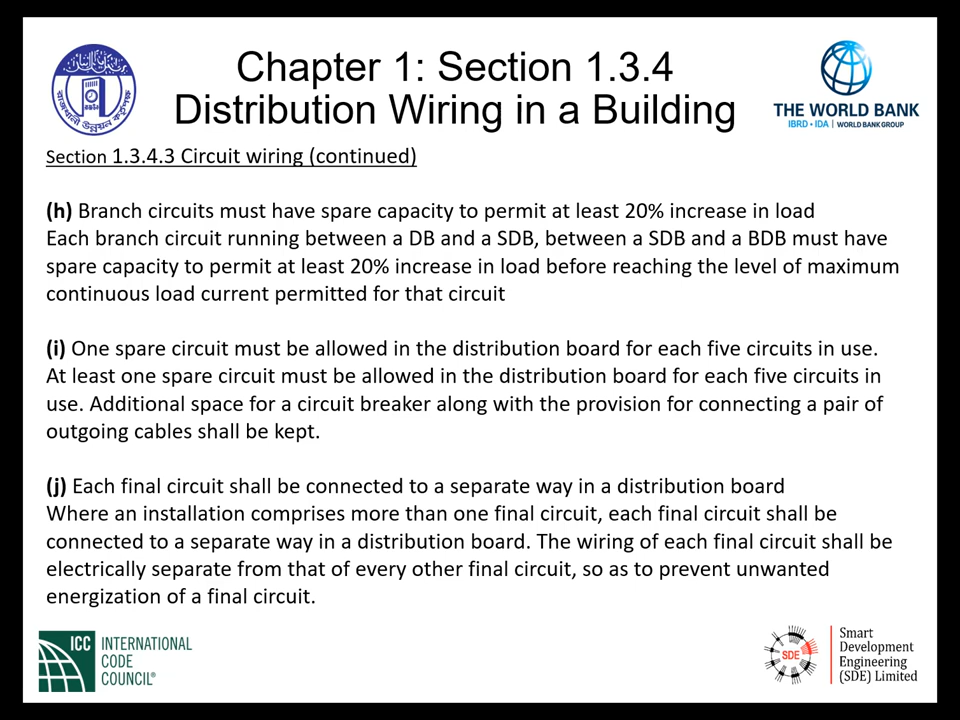 Chapter 1: Section 1.3.4
Distribution Wiring in a Building
THE WORLD BANK
IBRD • IDA | WORLD BANK GROUP
Section 1.3.4.3 Circuit wiring (continued)
(h) Branch circuits must have spare capacity to permit at least 20% increase in load
Each branch circuit running between a DB and a SDB, between a SDB and a BDB must have
spare capacity to permit at least 20% increase in load before reaching the level of maximum
continuous load current permitted for that circuit
(i) One spare circuit must be allowed in the distribution board for each five circuits in use.
At least one spare circuit must be allowed in the distribution board for each five circuits in
use. Additional space for a circuit breaker along with the provision for connecting a pair of
outgoing cables shall be kept.
(j) Each final circuit shall be connected to a separate way in a distribution board
Where an installation comprises more than one final circuit, each final circuit shall be
connected to a separate way in a distribution board. The wiring of each final circuit shall be
electrically separate from that of every other final circuit, so as to prevent unwanted
energization of a final circuit.
ICC INTERNATIONAL
CODE
COUNCIL®
SDE
Smart
Development
Engineering
(SDE) Limited